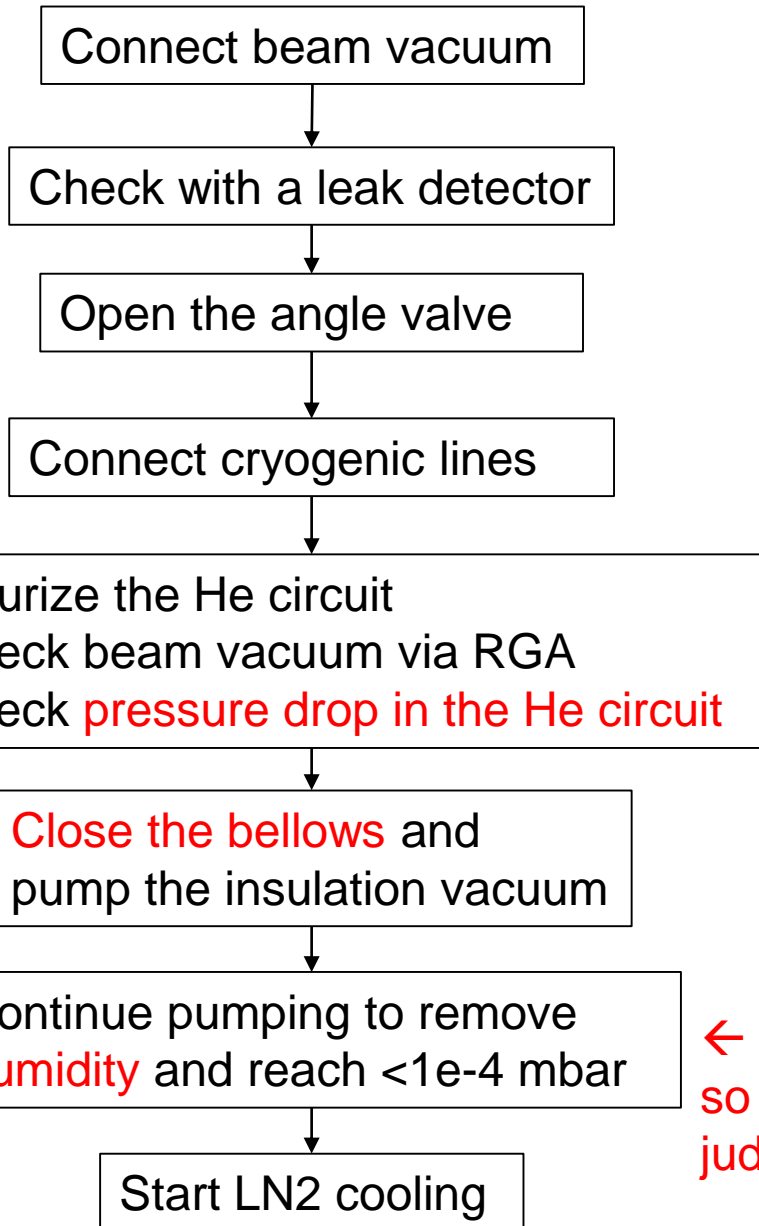 Connect beam vacuum
Check with a leak detector
Open the angle valve
Connect cryogenic lines
urize the He circuit
eck beam vacuum via RGA
eck pressure drop in the He circuit
Close the bellows and
pump the insulation vacuum
ontinue pumping to remove
umidity and reach <1e-4 mbar
←
so
jud
Start LN2 cooling